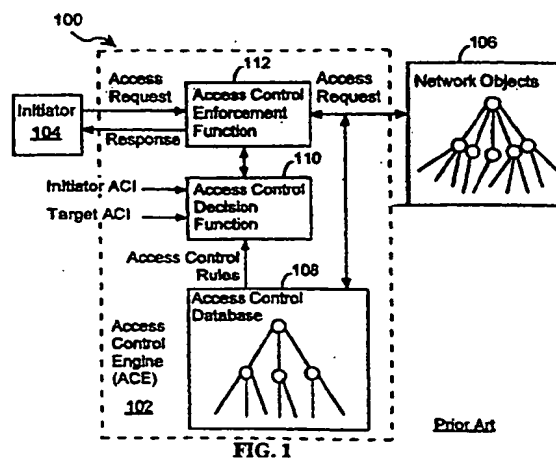 100
112
106
Access
Request
Access Control
Enforcement
Function
Access
Request
Network Objects
Initiator
104
Response
110
Initiator ACI
Target ACI
Access Control
Decision
Function
Access Control
Rules
108
Access Control
Database
Access
Control
Engine
(ACE)
102
Prior Art
FIG. 1